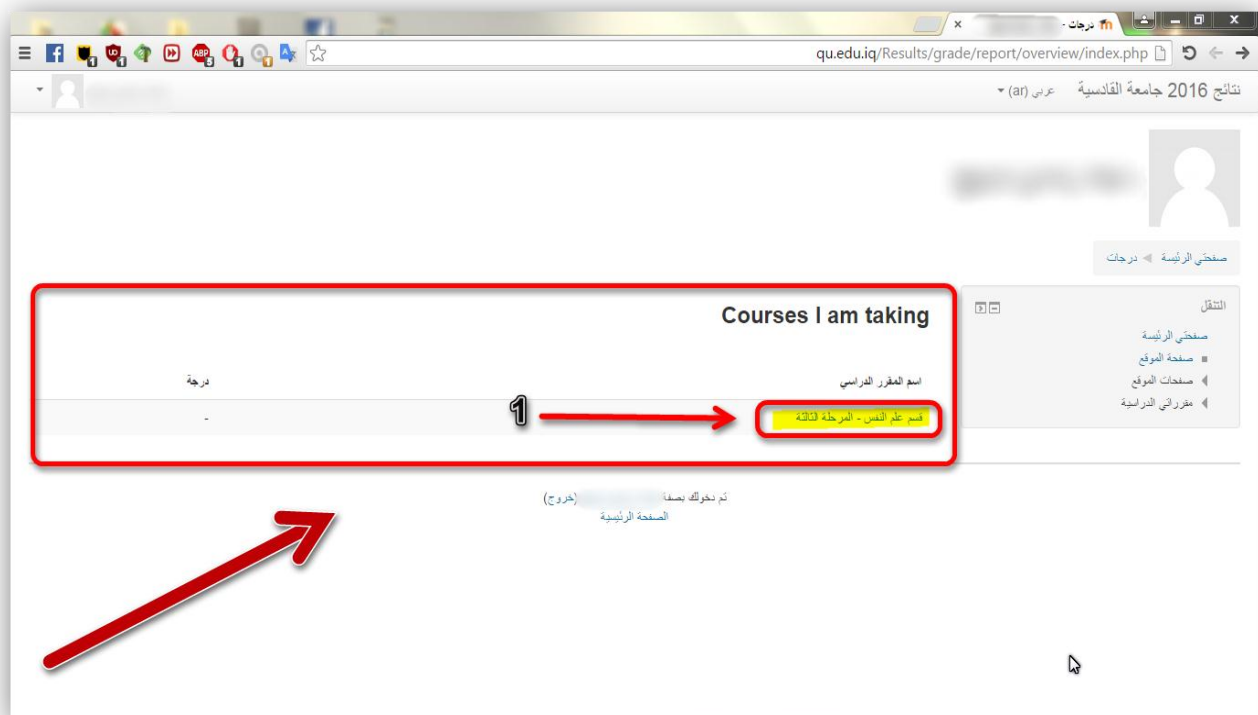 درجات -
qu.edu.iq/Results/grade/report/overview/index.php
نتائج 2016 جامعة القادسية عربي (ar)
صفحتي الرئيسة درجات
التنقل
صفحتي الرئيسة
صفحة الموقع
صفحات الموقع
مقرراتي الدراسية
Courses I am taking
اسم المقرر الدراسي درجة
قسم علم النفس - المرحلة الثالثة -
1
تم دخولك بصفة (خروج)
الصفحة الرئيسية